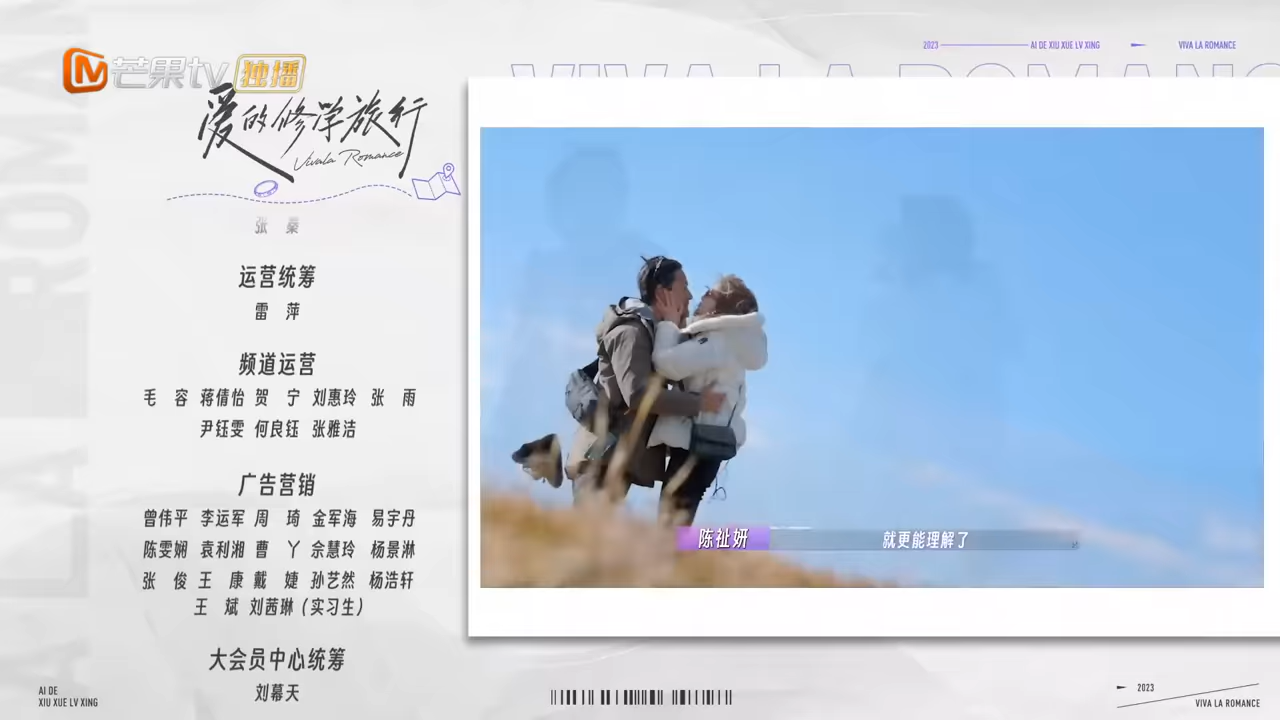 芒果tv 独播
爱的修学旅行
Vivala Romance
2023 AI DE XIU XUE LV XING VIVA LA ROMANCE
VIVA LA ROMANC
张 燊
运营统筹
雷 萍
频道运营
毛 容 蒋倩怡 贺 宁 刘惠玲 张 雨
尹钰雯 何良钰 张雅洁
广告营销
曾伟平 李运军 周 琦 金军海 易宇丹
陈雯娴 袁利湘 曹 丫 余慧玲 杨景淋
张 俊 王 康 戴 婕 孙艺然 杨浩轩
王 斌 刘茜琳（实习生）
大会员中心统筹
刘幕天
陈祉妍 就更能理解了
AI DE
XIU XUE LV XING
2023
VIVA LA ROMANCE